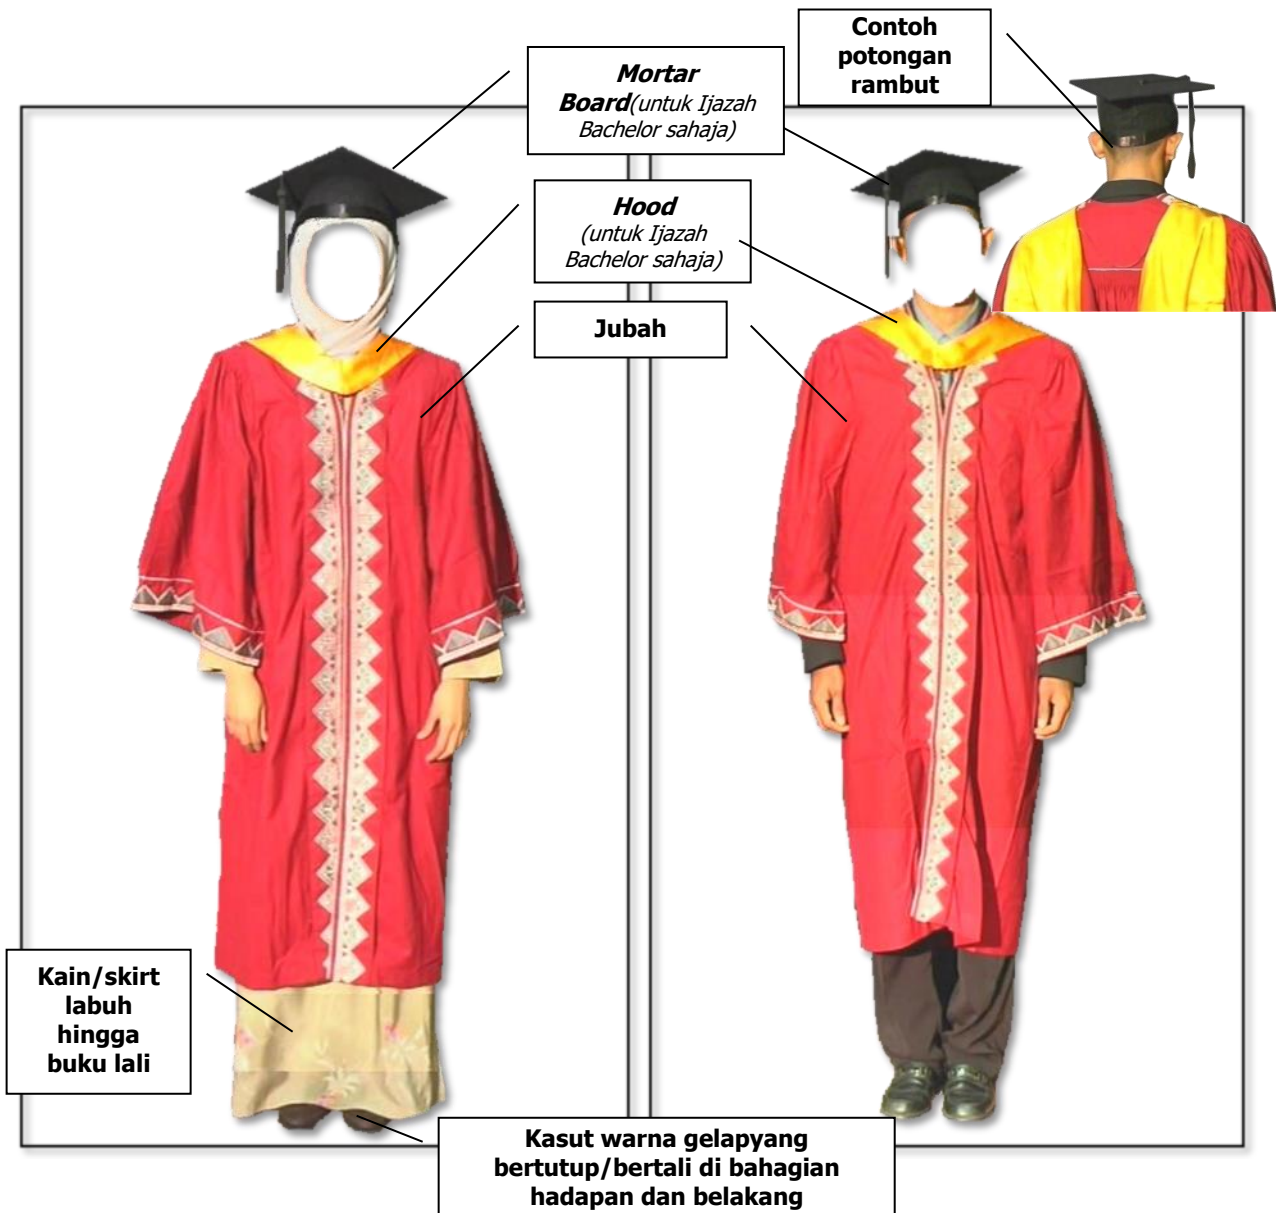 Contoh
potongan
rambut
Mortar
Board(untuk Ijazah
Bachelor sahaja)
Hood
(untuk Ijazah
Bachelor sahaja)
Jubah
Kain/skirt
labuh
hingga
buku lali
Kasut warna gelapyang
bertutup/bertali di bahagian
hadapan dan belakang